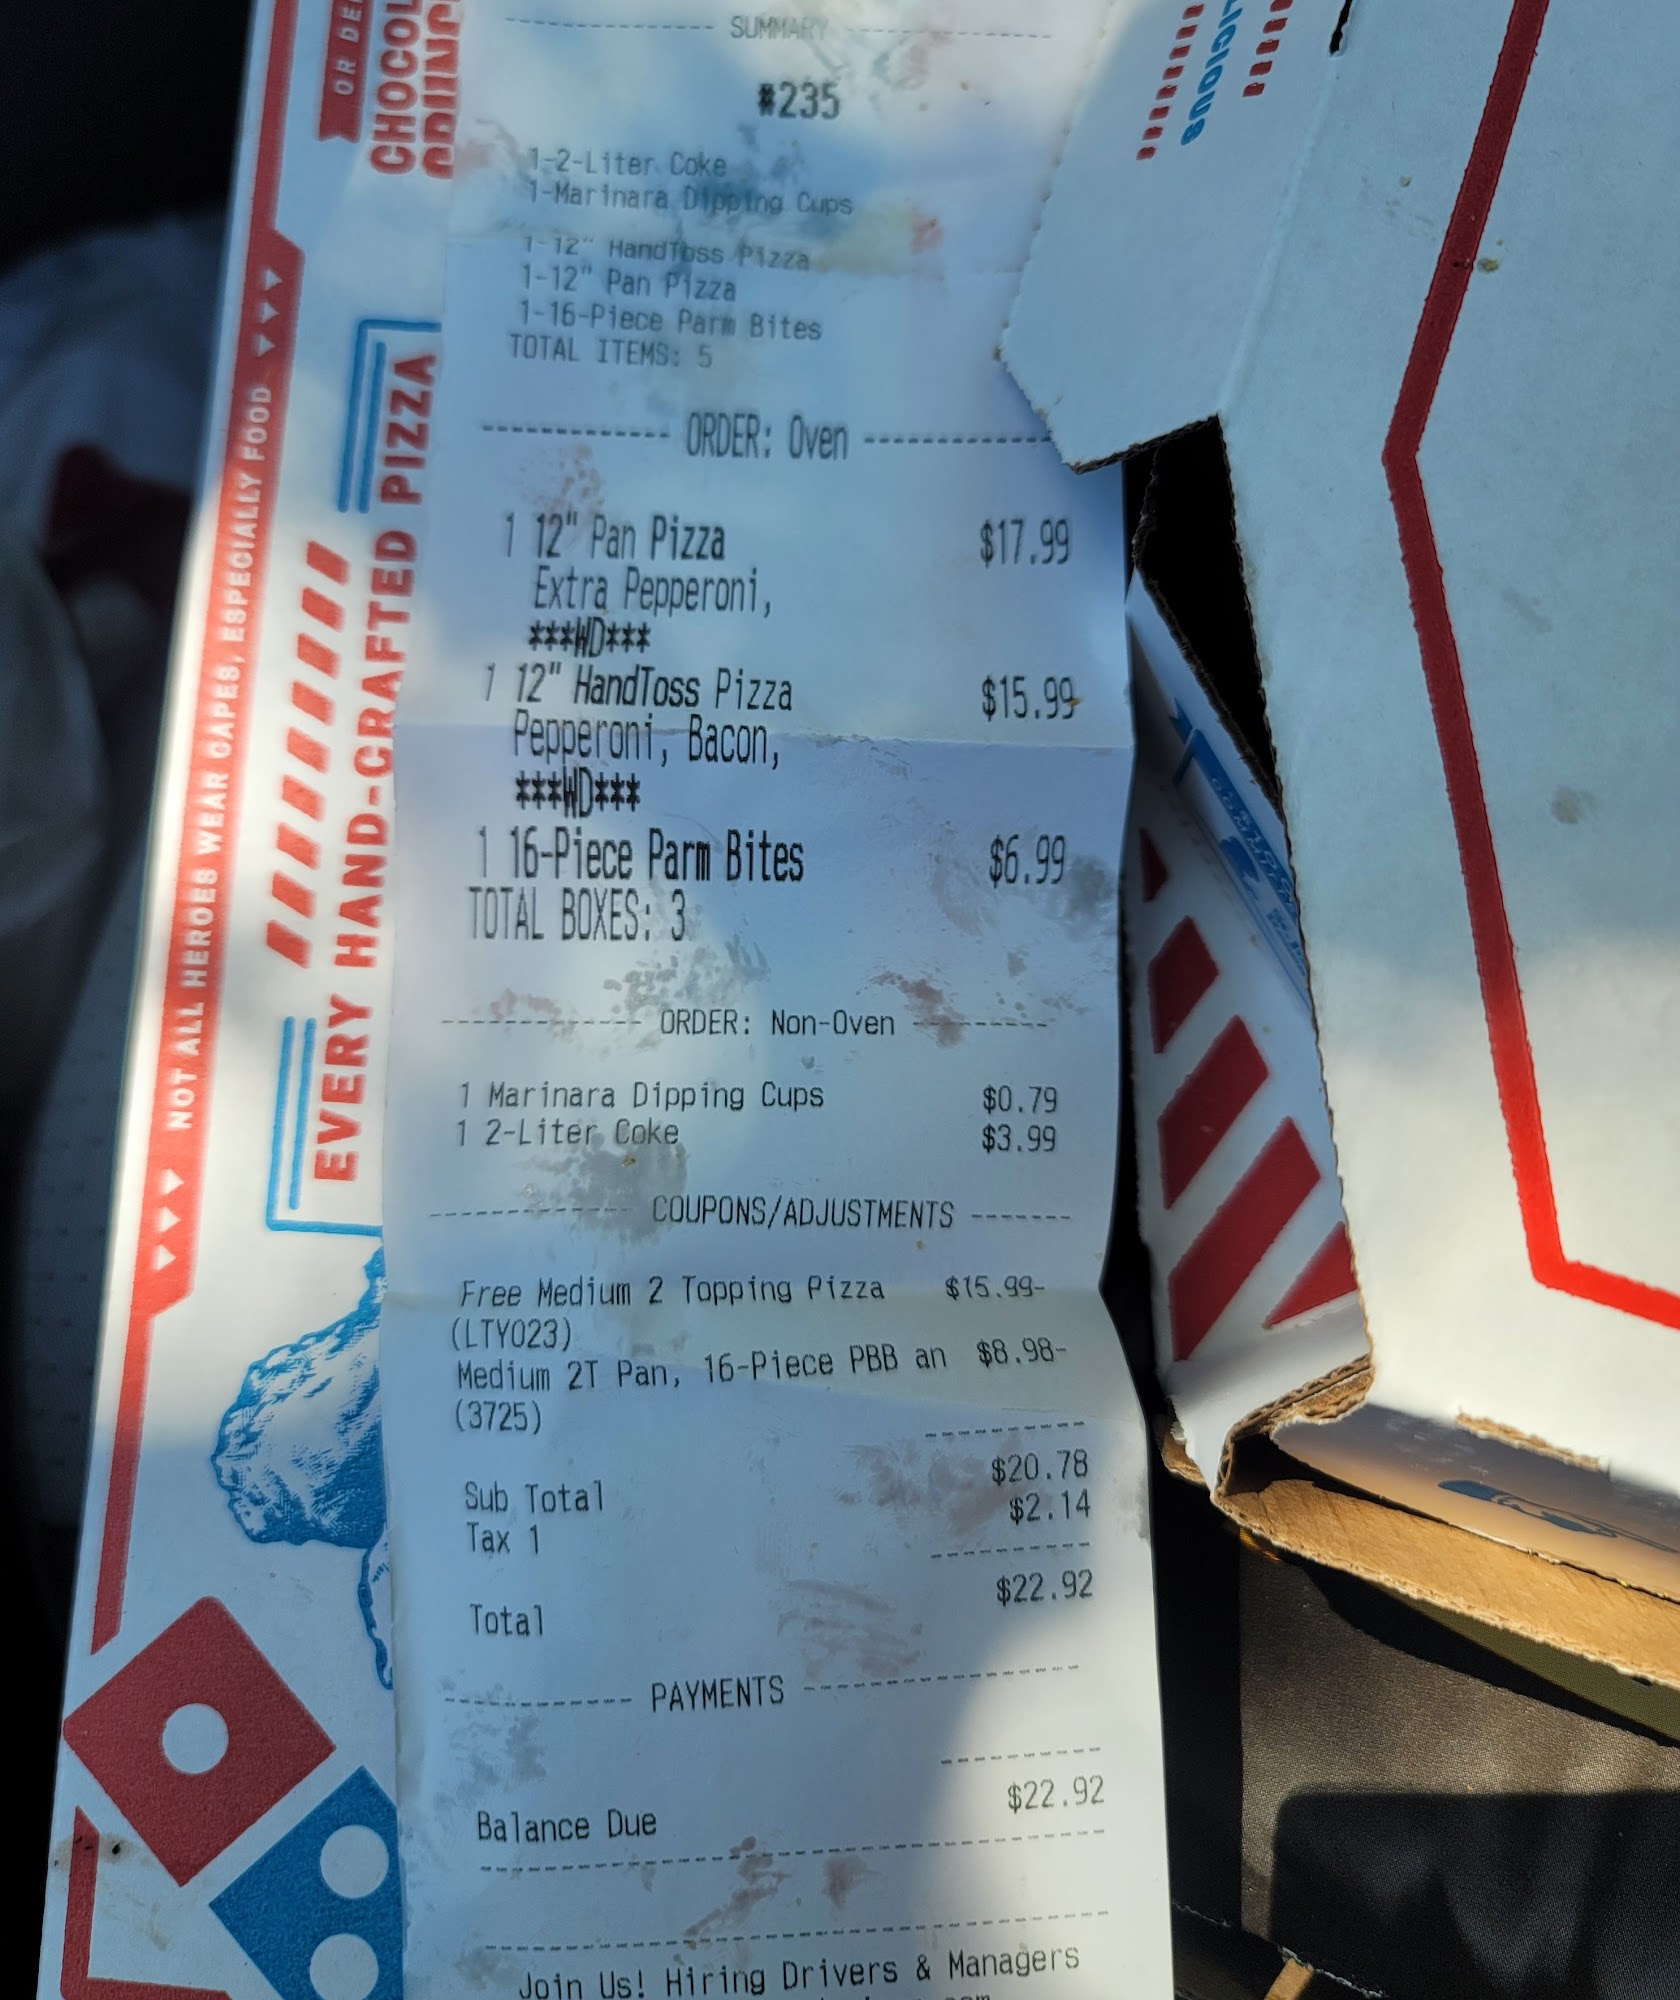 SUMMARY
#235
1-2-Liter Coke
1-Marinara Dipping Cups
1-12" HandToss Pizza
1-12" Pan Pizza
1-16-Piece Parm Bites
TOTAL ITEMS: 5
ORDER: Oven
1 12" Pan Pizza $17.99
Extra Pepperoni,
***WD***
1 12" HandToss Pizza $15.99
Pepperoni, Bacon,
***WD***
1 16-Piece Parm Bites $6.99
TOTAL BOXES: 3
ORDER: Non-Oven
1 Marinara Dipping Cups $0.79
1 2-Liter Coke $3.99
COUPONS/ADJUSTMENTS
Free Medium 2 Topping Pizza $15.99-
(LTY023)
Medium 2T Pan, 16-Piece PBB an $8.98-
(3725)
Sub Total $20.78
Tax 1 $2.14
Total $22.92
PAYMENTS
Balance Due $22.92
Join Us! Hiring Drivers & Managers
OR DE
CHOCOL
NOT ALL HEROES WEAR CAPES, ESPECIALLY FOOD
EVERY HAND-CRAFTED PIZZA
LICIOUS